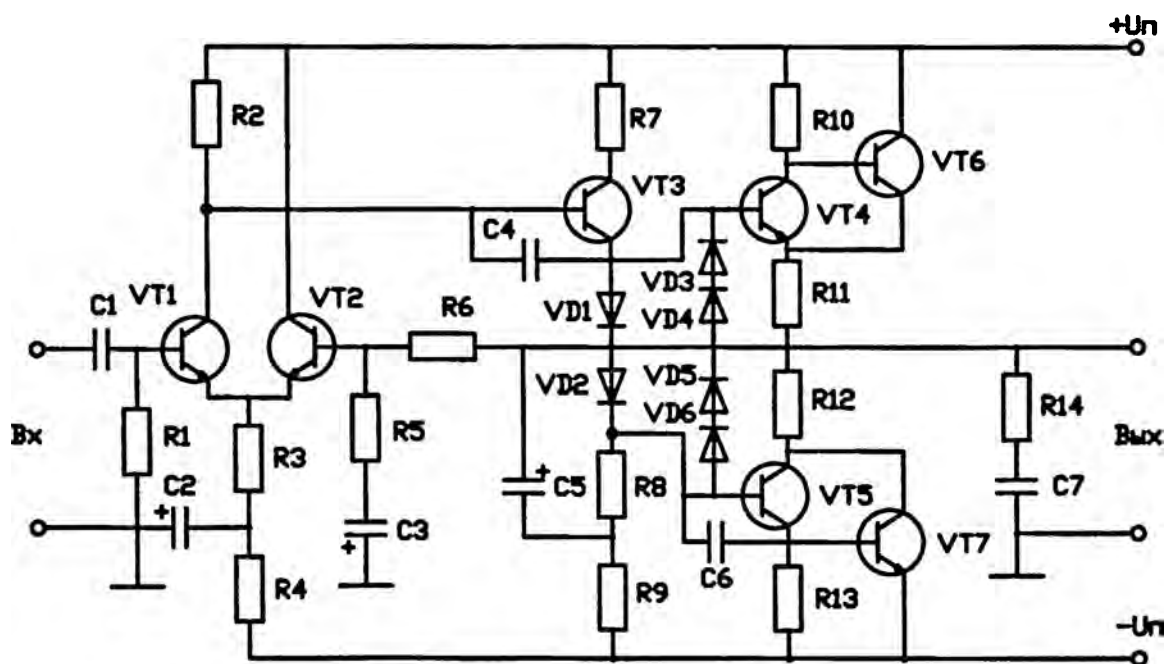 +Uп
R2
R7
R10
VT6
VT3
VT4
C4
VD3
R11
C1
VT1
VT2
R6
VD1
VD4
VD2
VD5
R12
Вх
R1
R3
R5
VD6
R14
Вых
C2
+
C5
+
R8
VT5
C7
C3
+
VT7
R4
C6
R9
R13
-Uп